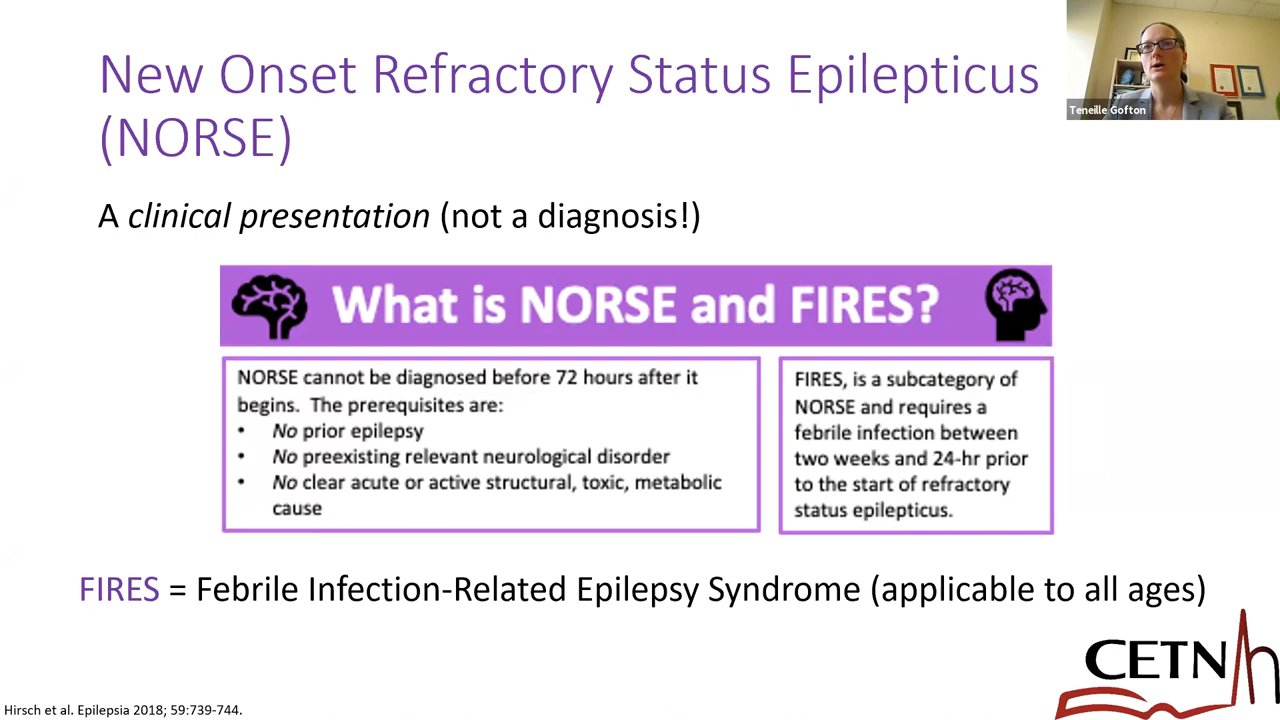 New Onset Refractory Status Epilepticus
(NORSE)
Teneille Gofton
A clinical presentation (not a diagnosis!)
What is NORSE and FIRES?
NORSE cannot be diagnosed before 72 hours after it
begins. The prerequisites are:
• No prior epilepsy
• No preexisting relevant neurological disorder
• No clear acute or active structural, toxic, metabolic
cause
FIRES, is a subcategory of
NORSE and requires a
febrile infection between
two weeks and 24-hr prior
to the start of refractory
status epilepticus.
FIRES = Febrile Infection-Related Epilepsy Syndrome (applicable to all ages)
CETNh
Hirsch et al. Epilepsia 2018; 59:739-744.